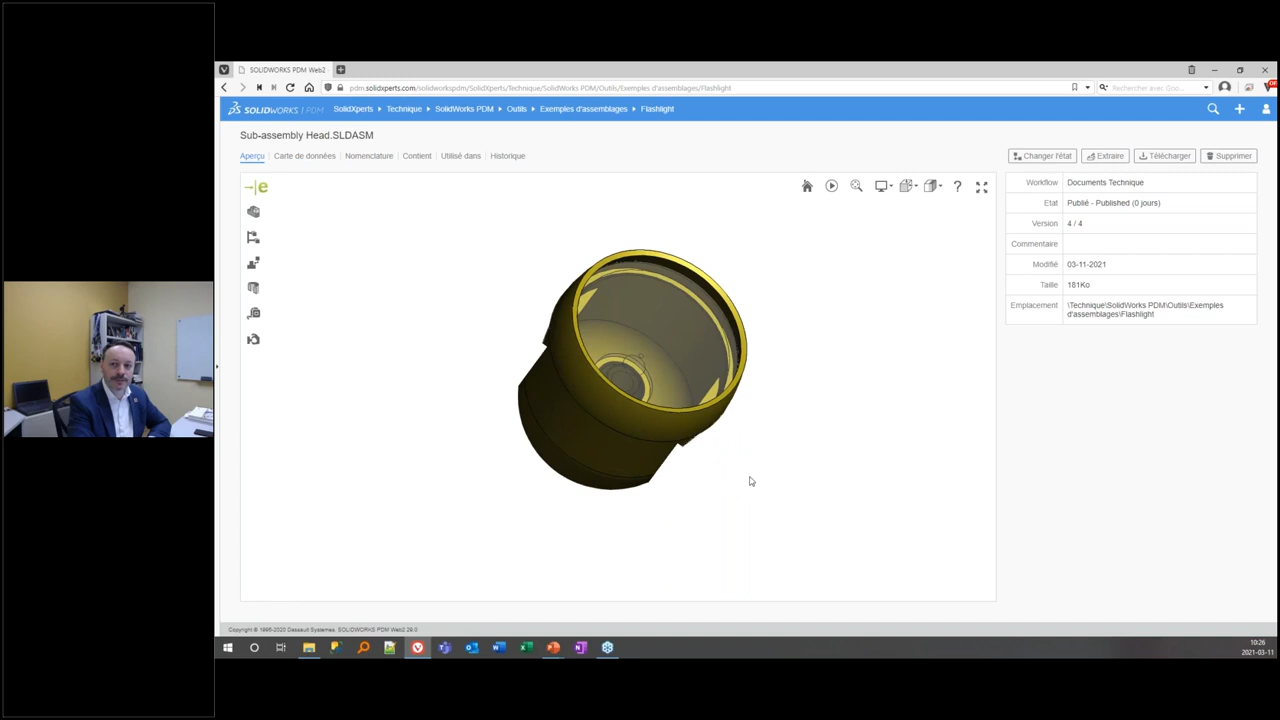 SOLIDWORKS PDM Web2
pdm.solidxperts.com/solidworkspdm/SolidXperts/Technique/SolidWorks PDM/Outils/Exemples d'assemblages/Flashlight
Rechercher avec Goo...
SOLIDWORKS | PDM
SolidXperts Technique SolidWorks PDM Outils Exemples d'assemblages Flashlight
Sub-assembly Head.SLDASM
Aperçu Carte de données Nomenclature Contient Utilisé dans Historique
Changer l'état Extraire Télécharger Supprimer
Workflow Documents Technique
Etat Publié - Published (0 jours)
Version 4 / 4
Commentaire
Modifié 03-11-2021
Taille 181Ko
Emplacement \Technique\SolidWorks PDM\Outils\Exemples
d'assemblages\Flashlight
Copyright © 1995-2020 Dassault Systemes, SOLIDWORKS PDM Web2 29.0
10:26
2021-03-11